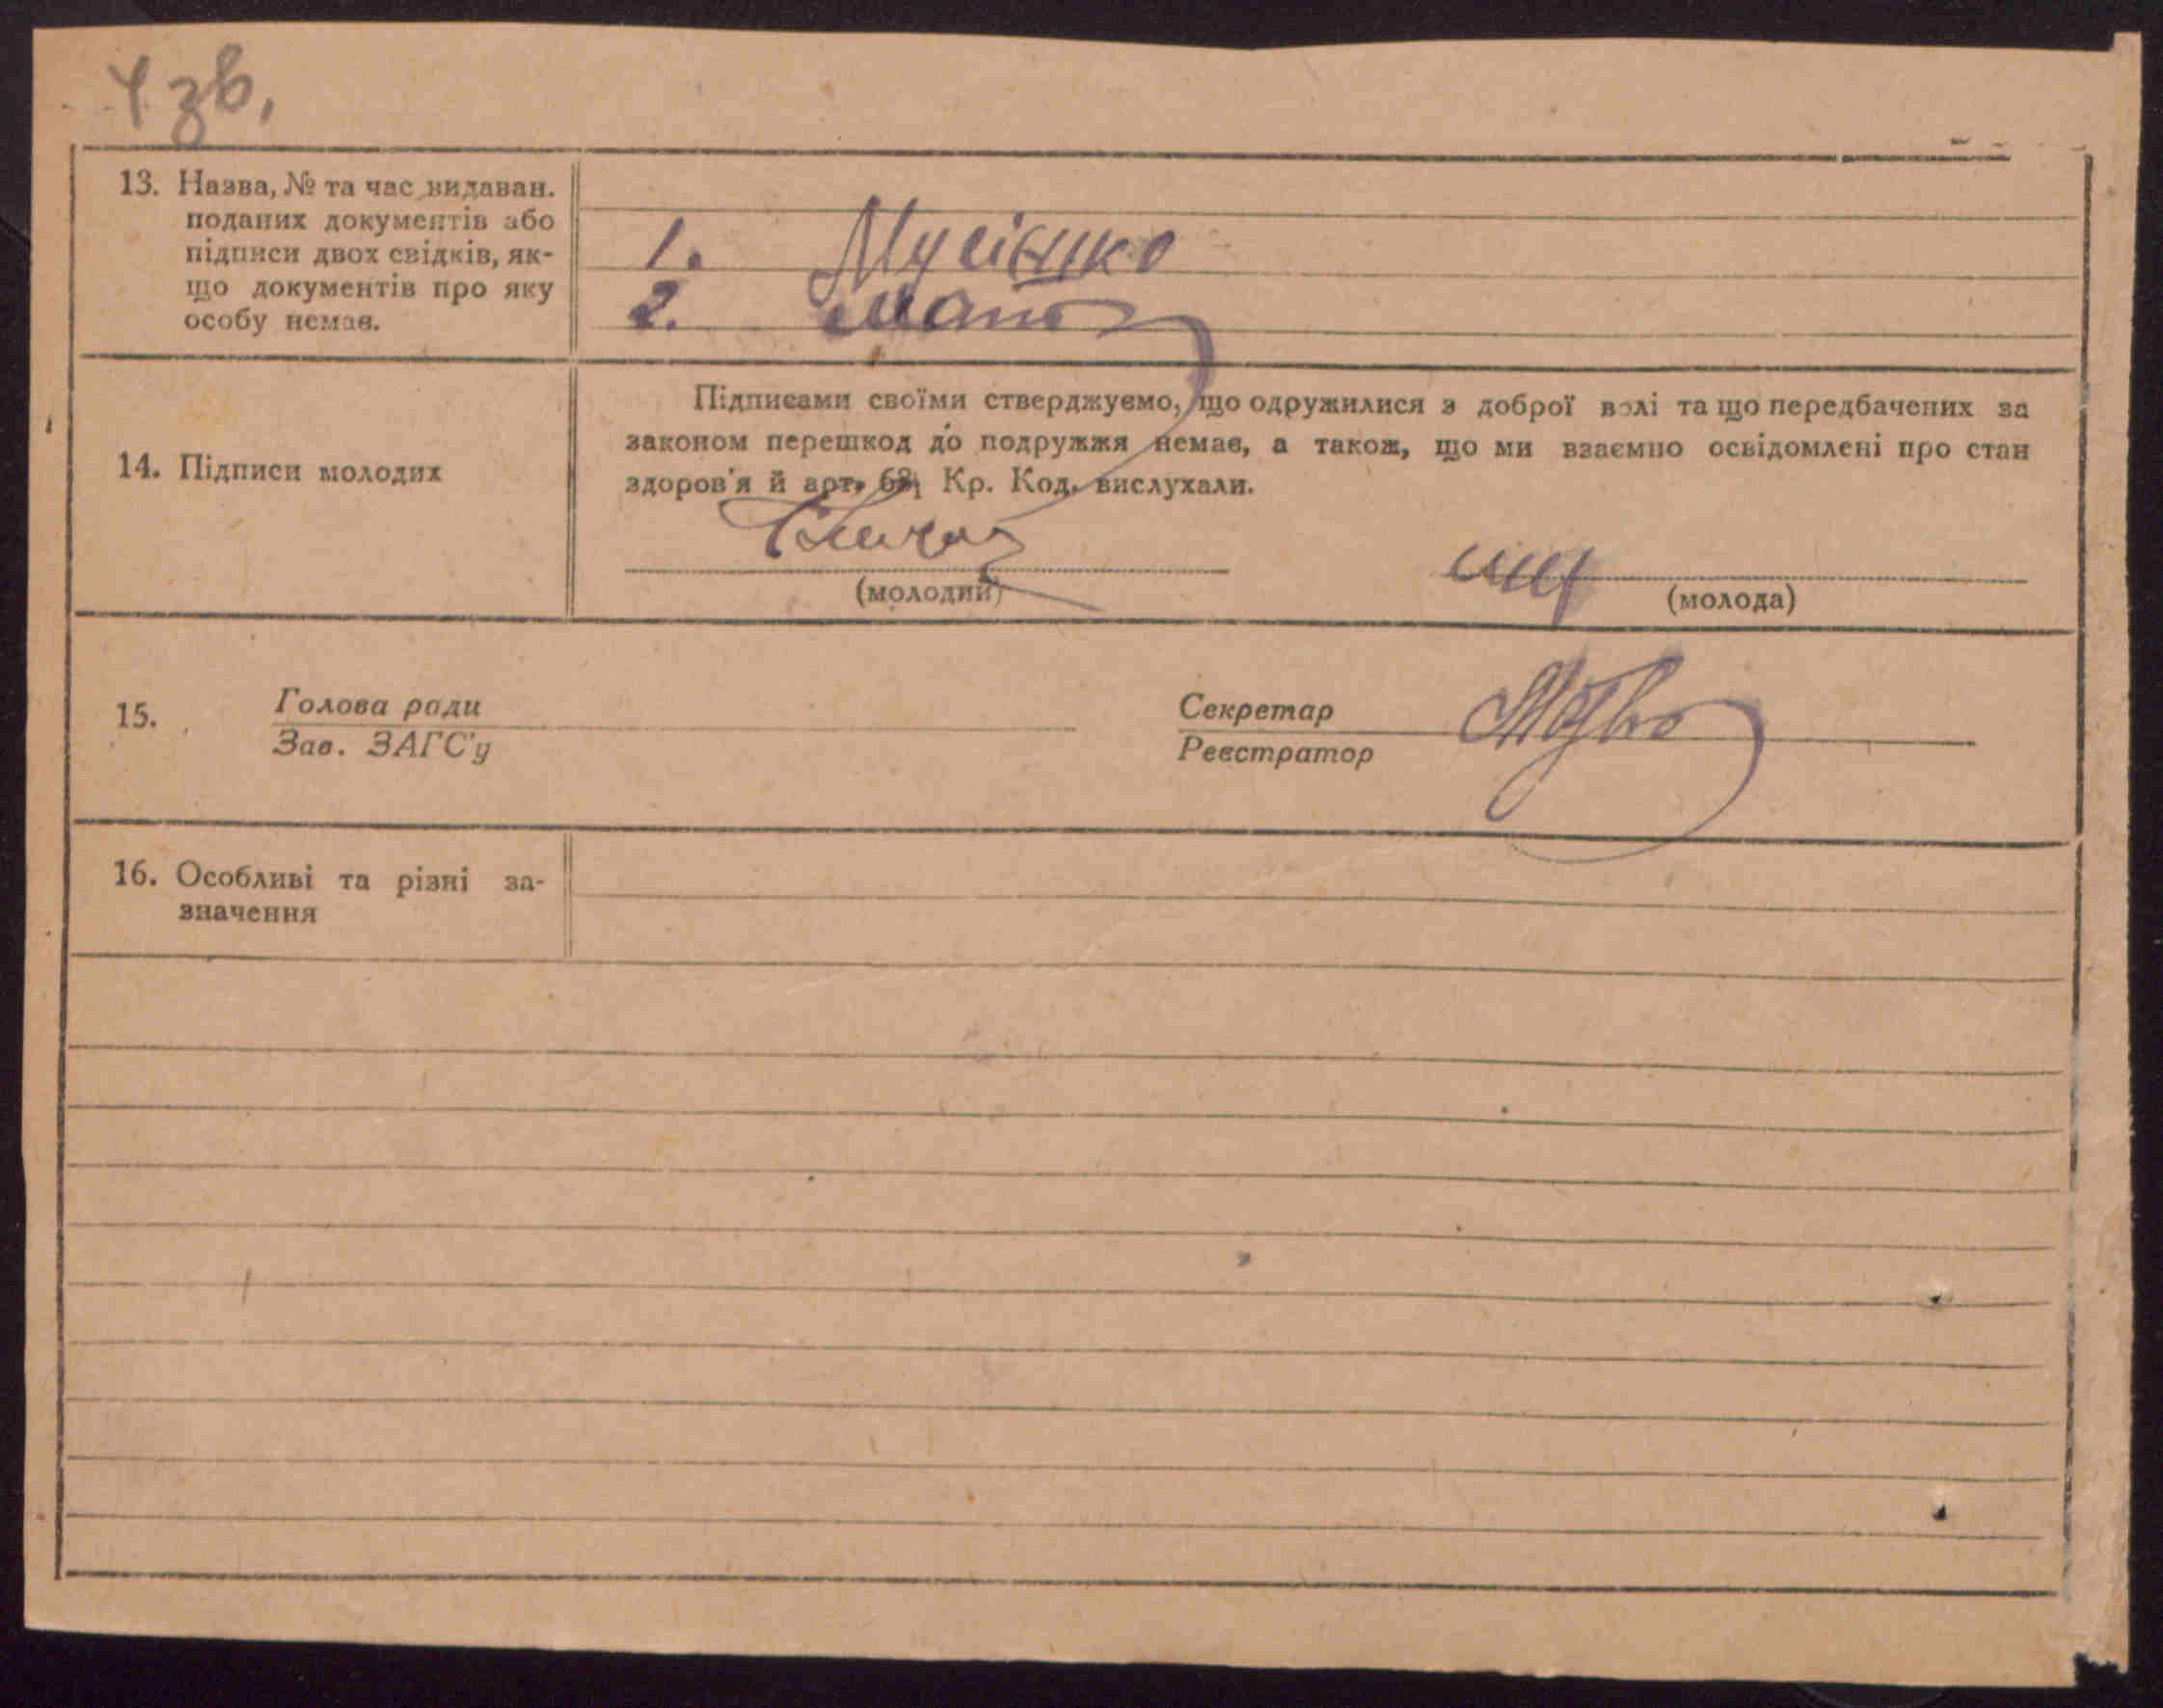 4 зв.
13. Назва, № та час видаван.
поданих документів або
підписи двох свідків, як-
що документів про яку
особу немає.
1.
2.
14. Підписи молодих
Підписами своїми стверджуємо, що одружилися з доброї волі та що передбачених за
законом перешкод до подружжя немає, а також, що ми взаємно освідомлені про стан
здоров'я й арт. 68, Кр. Код. вислухали.
(молодий)
(молода)
15.
Голова ради
Зав. ЗАГС'у
Секретар
Реєстратор
16. Особливі та різні за-
значення